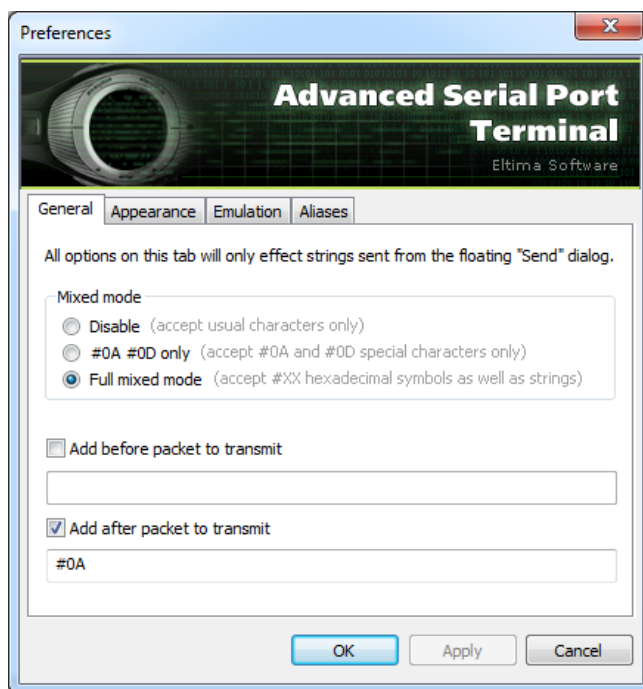 Preferences
Advanced Serial Port
Terminal
Eltima Software
General Appearance Emulation Aliases
All options on this tab will only effect strings sent from the floating "Send" dialog.
Mixed mode
Disable (accept usual characters only)
#0A #0D only (accept #0A and #0D special characters only)
Full mixed mode (accept #XX hexadecimal symbols as well as strings)
Add before packet to transmit
Add after packet to transmit
#0A
OK Apply Cancel